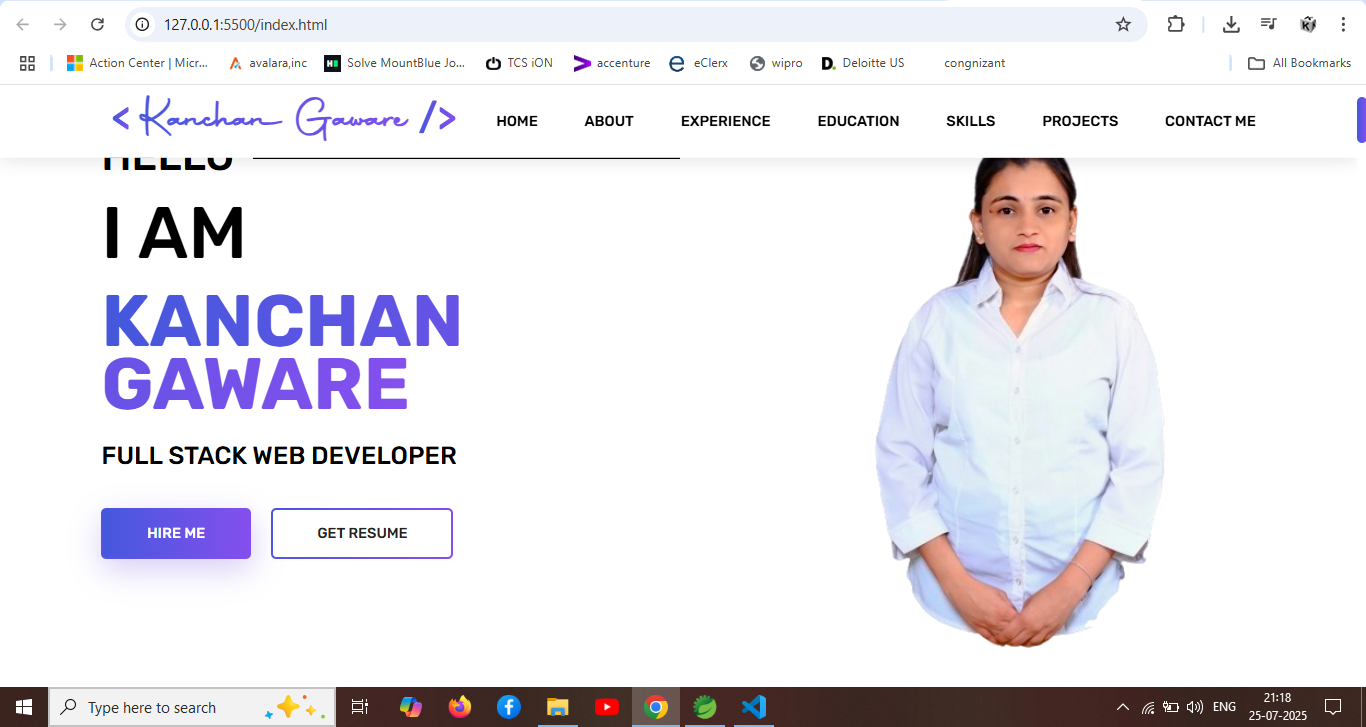 127.0.0.1:5500/index.html
Action Center | Micr... avalara,inc Solve MountBlue Jo... TCS iON accenture eClerx wipro Deloitte US congnizant All Bookmarks
< Kanchan Gaware /> HOME ABOUT EXPERIENCE EDUCATION SKILLS PROJECTS CONTACT ME
HELLO
I AM
KANCHAN
GAWARE
FULL STACK WEB DEVELOPER
HIRE ME GET RESUME
Type here to search
ENG
21:18
25-07-2025